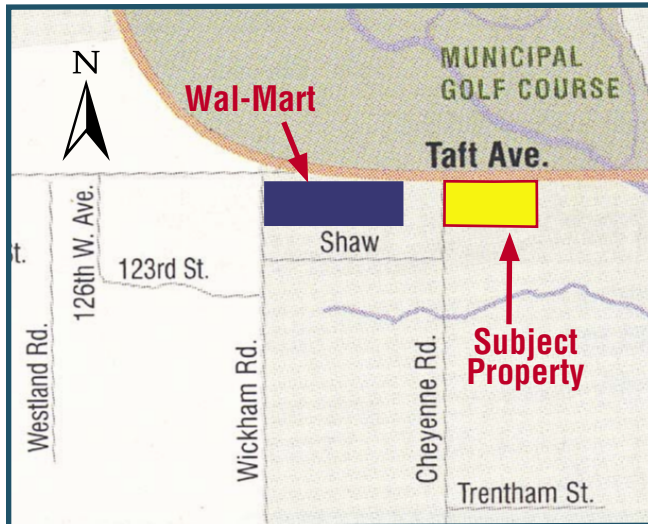 N
MUNICIPAL
GOLF COURSE
Wal-Mart
Taft Ave.
126th W. Ave.
Shaw
123rd St.
t.
Westland Rd.
Wickham Rd.
Cheyenne Rd.
Subject
Property
Trentham St.